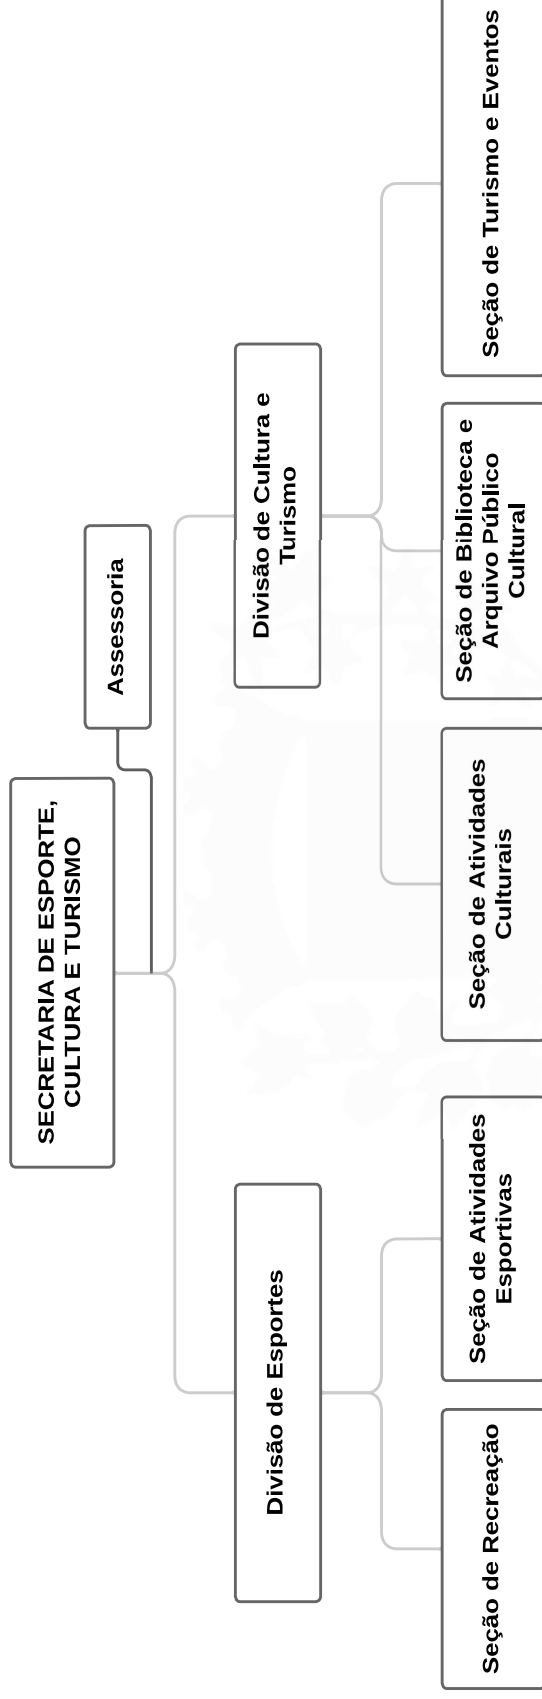 SECRETARIA DE ESPORTE,
CULTURA E TURISMO
Assessoria
Divisão de Esportes
Divisão de Cultura e
Turismo
Seção de Recreação
Seção de Atividades
Esportivas
Seção de Atividades
Culturais
Seção de Biblioteca e
Arquivo Público
Cultural
Seção de Turismo e Eventos